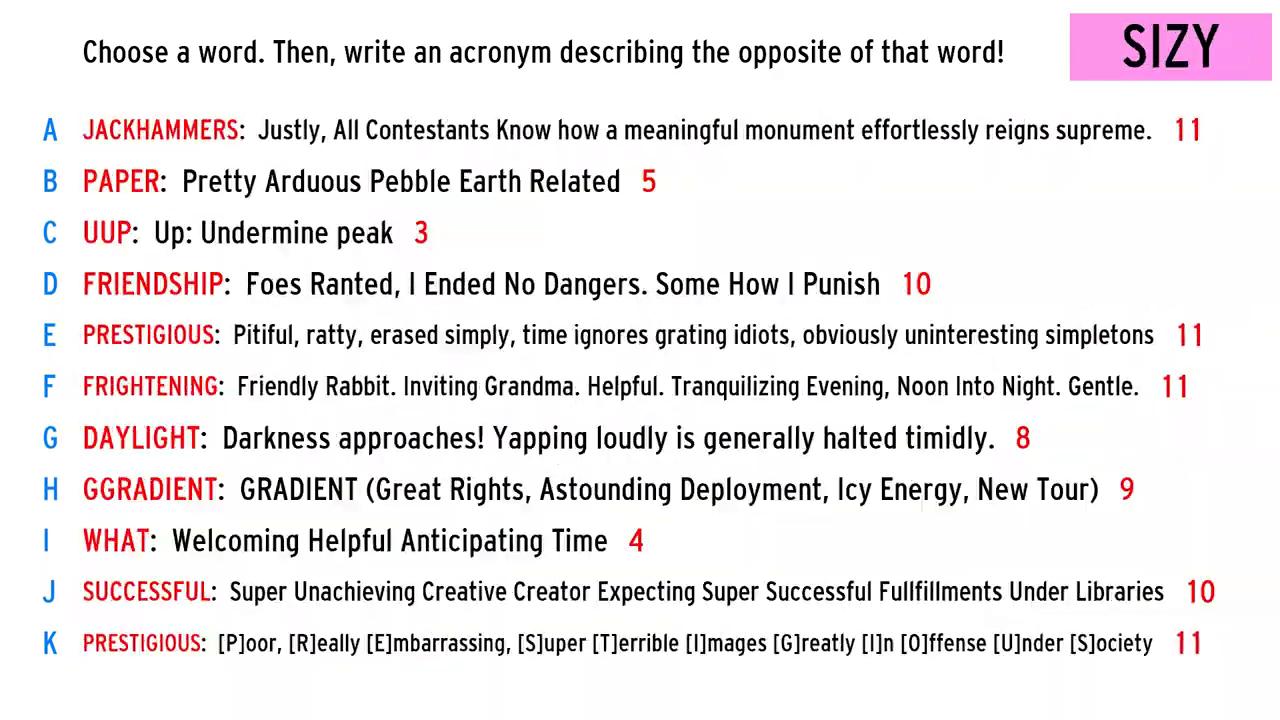 Choose a word. Then, write an acronym describing the opposite of that word!
SIZY
A JACKHAMMERS: Justly, All Contestants Know how a meaningful monument effortlessly reigns supreme. 11
B PAPER: Pretty Arduous Pebble Earth Related 5
C UUP: Up: Undermine peak 3
D FRIENDSHIP: Foes Ranted, I Ended No Dangers. Some How I Punish 10
E PRESTIGIOUS: Pitiful, ratty, erased simply, time ignores grating idiots, obviously uninteresting simpletons 11
F FRIGHTENING: Friendly Rabbit. Inviting Grandma. Helpful. Tranquilizing Evening, Noon Into Night. Gentle. 11
G DAYLIGHT: Darkness approaches! Yapping loudly is generally halted timidly. 8
H GGRADIENT: GRADIENT (Great Rights, Astounding Deployment, Icy Energy, New Tour) 9
I WHAT: Welcoming Helpful Anticipating Time 4
J SUCCESSFUL: Super Unachieving Creative Creator Expecting Super Successful Fullfillments Under Libraries 10
K PRESTIGIOUS: [P]oor, [R]eally [E]mbarrassing, [S]uper [T]errible [I]mages [G]reatly [I]n [O]ffense [U]nder [S]ociety 11